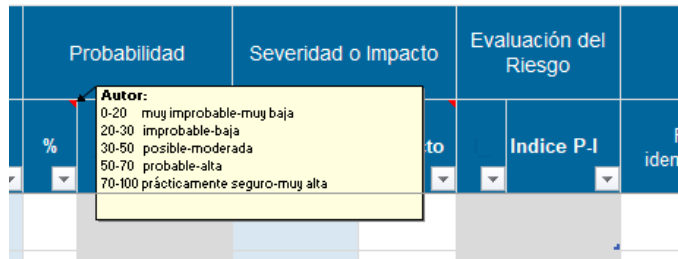 Probabilidad
Severidad o Impacto
Evaluación del
Riesgo
Autor:
0-20 muy improbable-muy baja
20-30 improbable-baja
30-50 posible-moderada
50-70 probable-alta
70-100 prácticamente seguro-muy alta
%
to
Indice P-I
iden